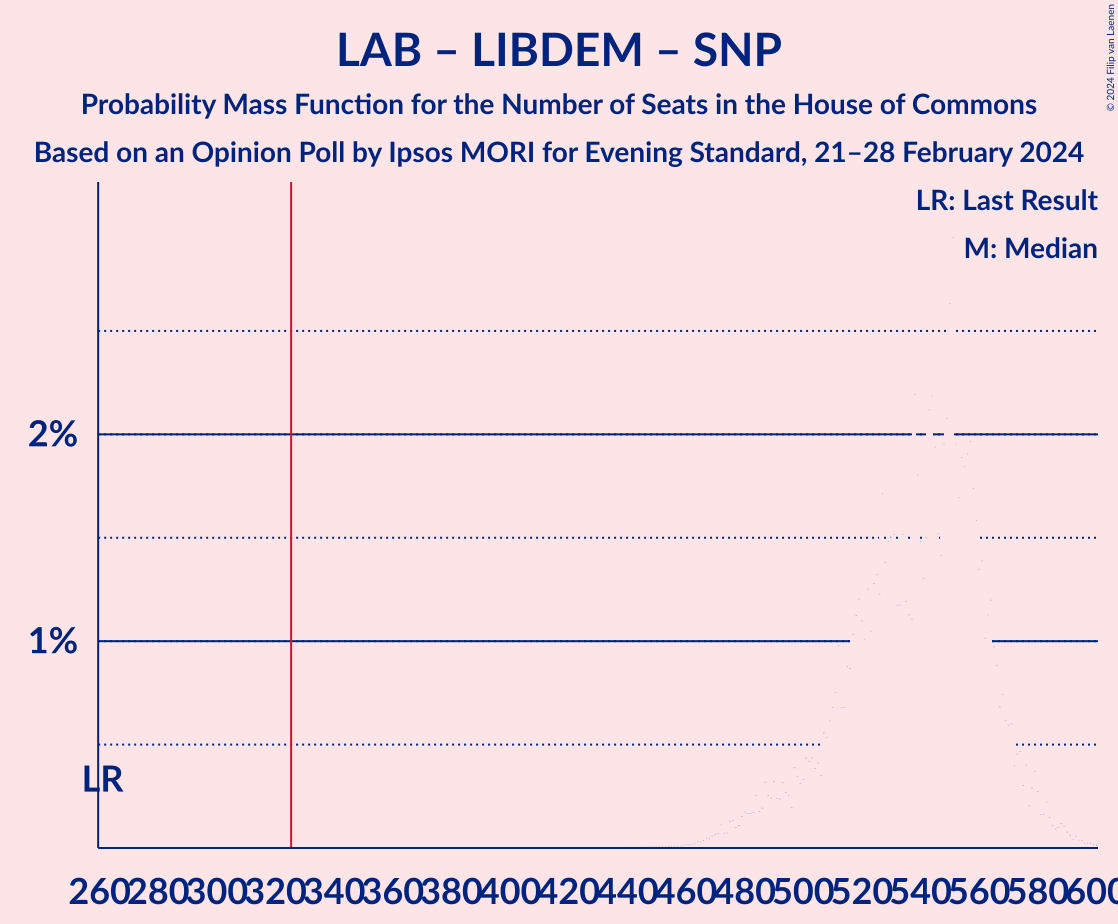 LAB – LIBDEM – SNP
Probability Mass Function for the Number of Seats in the House of Commons
Based on an Opinion Poll by Ipsos MORI for Evening Standard, 21–28 February 2024
© 2024 Filip van Laenen
LR: Last Result
M: Median
2%
1%
LR
260 280 300 320 340 360 380 400 420 440 460 480 500 520 540 560 580 600